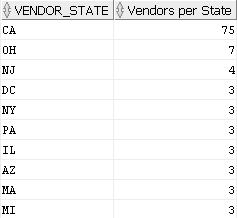 VENDOR_STATE Vendors per State
CA 75
OH 7
NJ 4
DC 3
NY 3
PA 3
IL 3
AZ 3
MA 3
MI 3